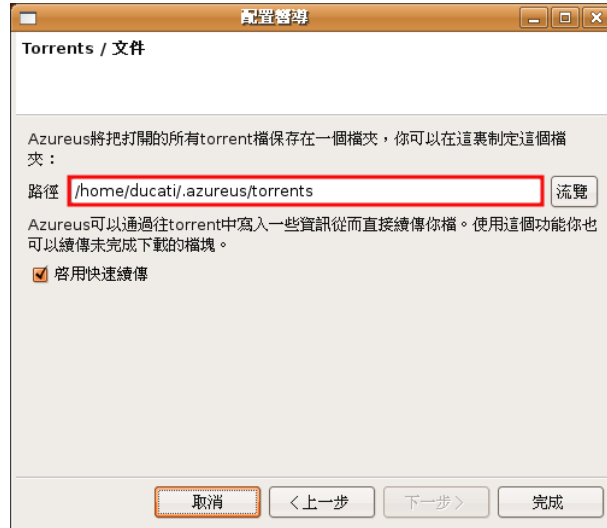 配置嚮導
Torrents / 文件
Azureus將把打開的所有torrent檔保存在一個檔夾，你可以在這裏制定這個檔
夾：
路徑 /home/ducati/.azureus/torrents 流覽
Azureus可以通過往torrent中寫入一些資訊從而直接續傳你檔。使用這個功能你也
可以續傳未完成下載的檔塊。
啓用快速續傳
取消 <上一步 下一步> 完成